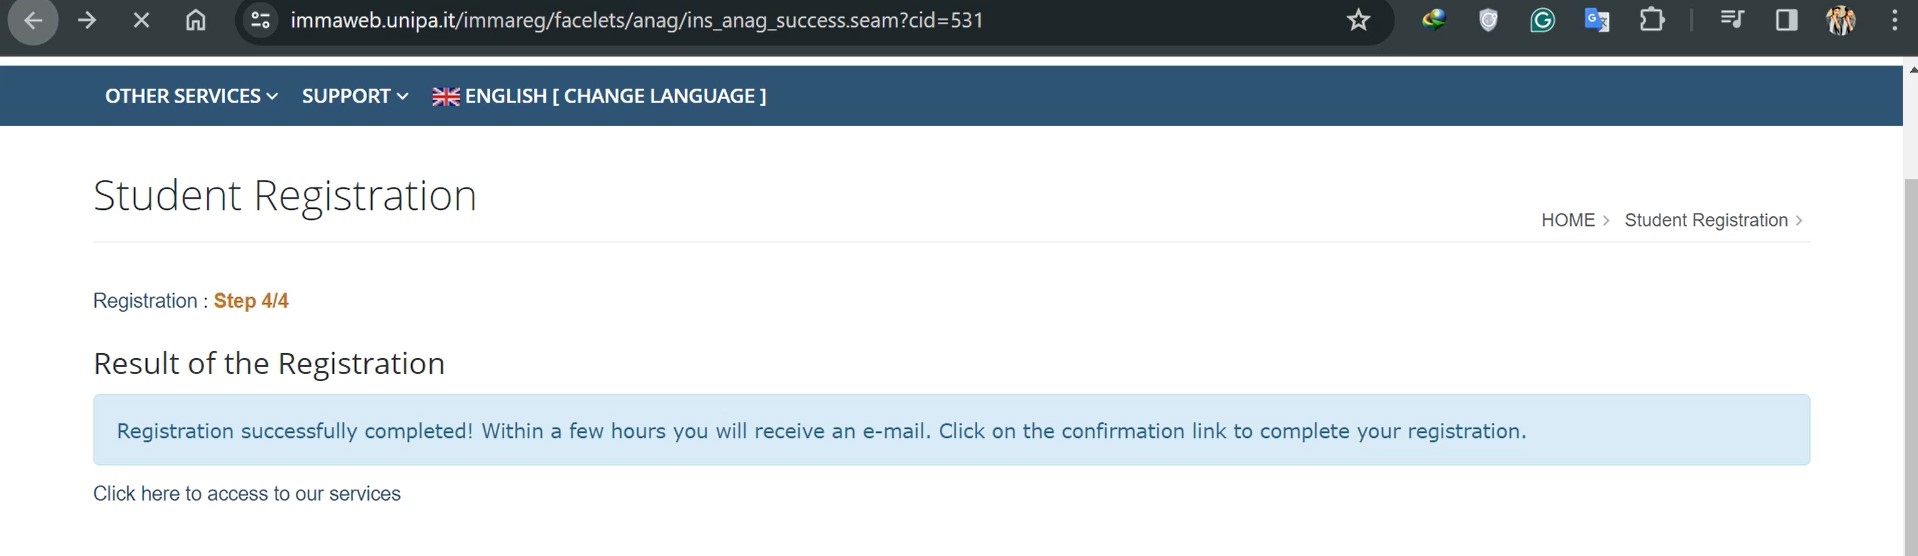 immaweb.unipa.it/immareg/facelets/anag/ins_anag_success.seam?cid=531
OTHER SERVICES SUPPORT ENGLISH [ CHANGE LANGUAGE ]
Student Registration
HOME > Student Registration >
Registration : Step 4/4
Result of the Registration
Registration successfully completed! Within a few hours you will receive an e-mail. Click on the confirmation link to complete your registration.
Click here to access to our services